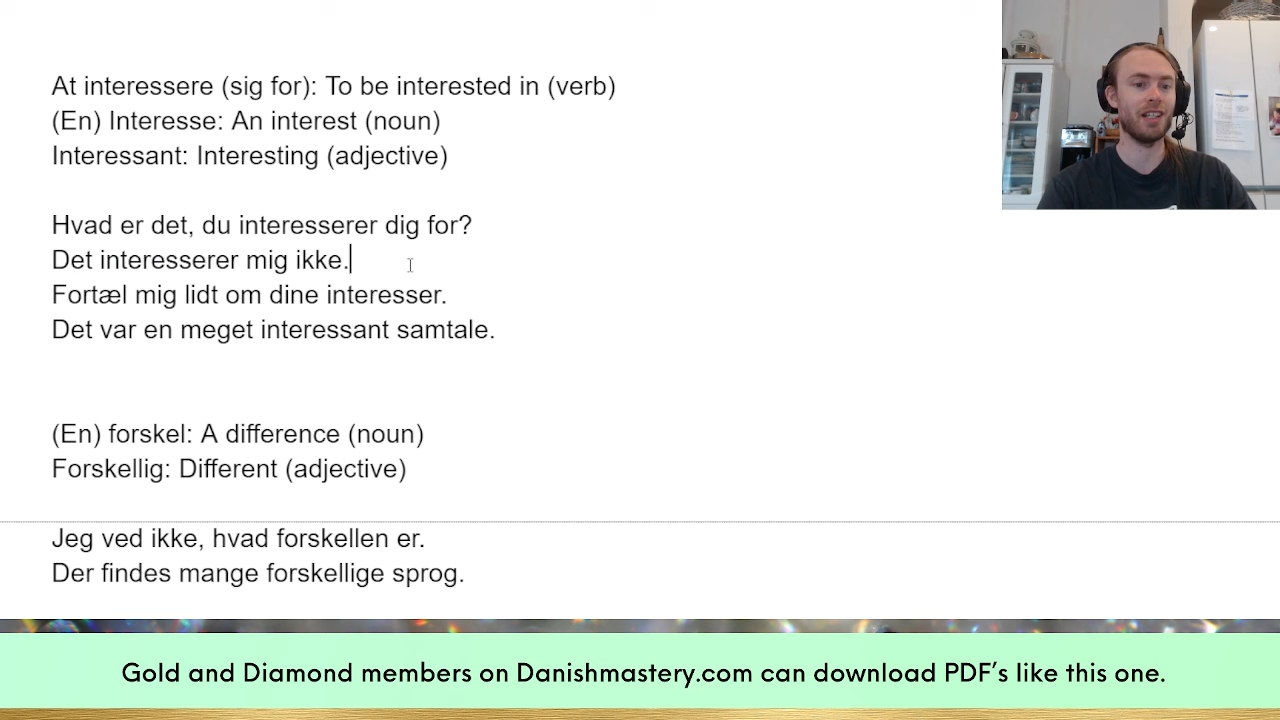 At interessere (sig for): To be interested in (verb)
(En) Interesse: An interest (noun)
Interessant: Interesting (adjective)
Hvad er det, du interesserer dig for?
Det interesserer mig ikke.
Fortæl mig lidt om dine interesser.
Det var en meget interessant samtale.
(En) forskel: A difference (noun)
Forskellig: Different (adjective)
Jeg ved ikke, hvad forskellen er.
Der findes mange forskellige sprog.
Gold and Diamond members on Danishmastery.com can download PDF’s like this one.